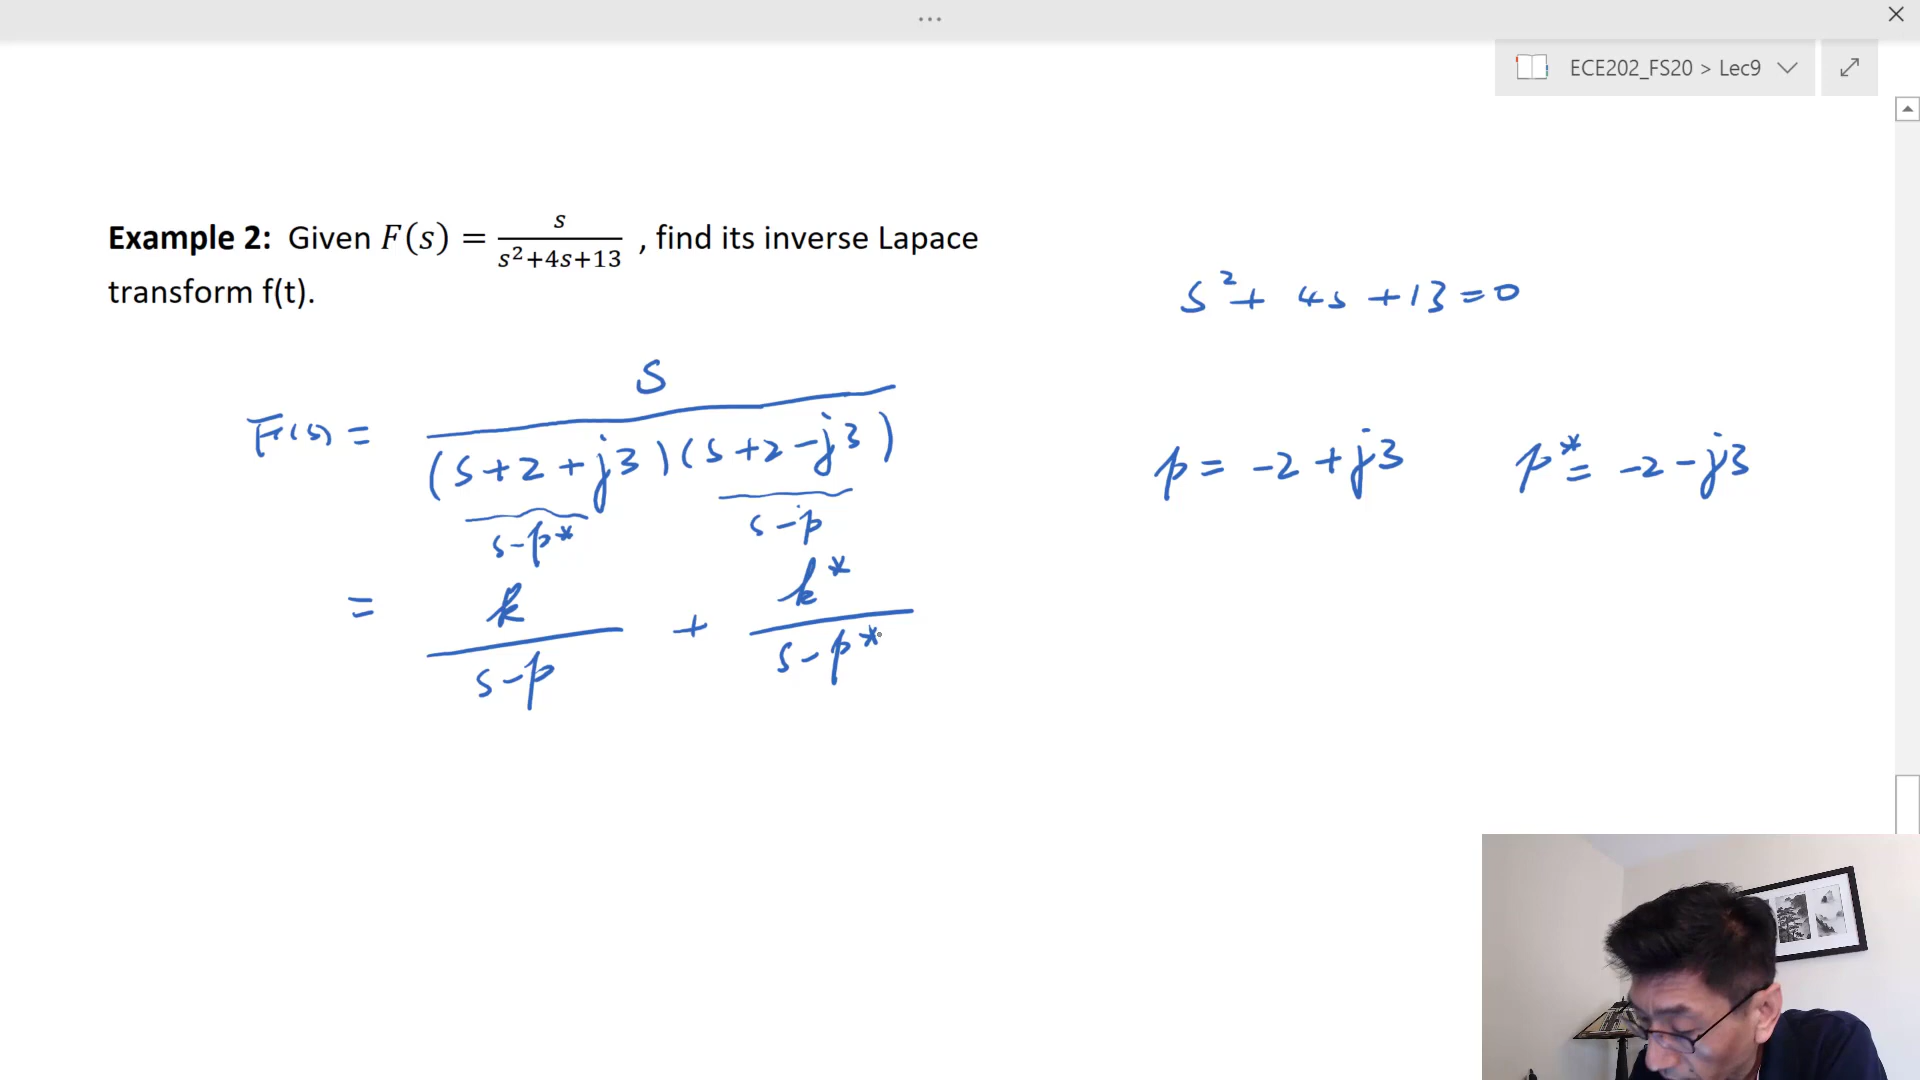 ...
ECE202_FS20 > Lec9
Example 2: Given F(s) = s / (s²+4s+13) , find its inverse Lapace
transform f(t).
s² + 4s + 13 = 0
F(s) = s / ((s+2+j3)(s+2-j3))
s-p* s-p
p = -2 + j3 p* = -2 - j3
= k / (s-p) + k* / (s-p*)